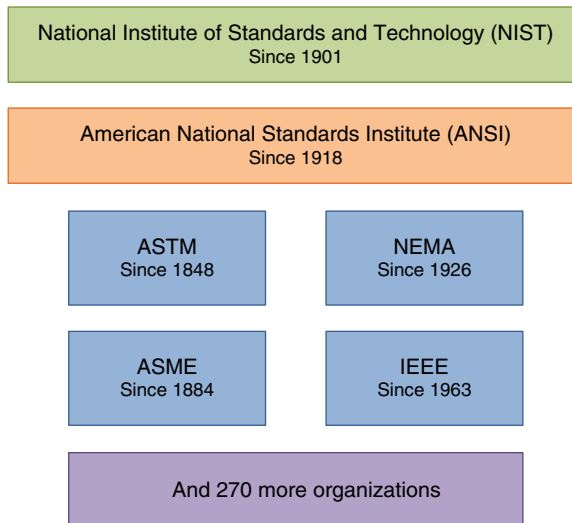 National Institute of Standards and Technology (NIST)
Since 1901
American National Standards Institute (ANSI)
Since 1918
ASTM
Since 1848
NEMA
Since 1926
ASME
Since 1884
IEEE
Since 1963
And 270 more organizations